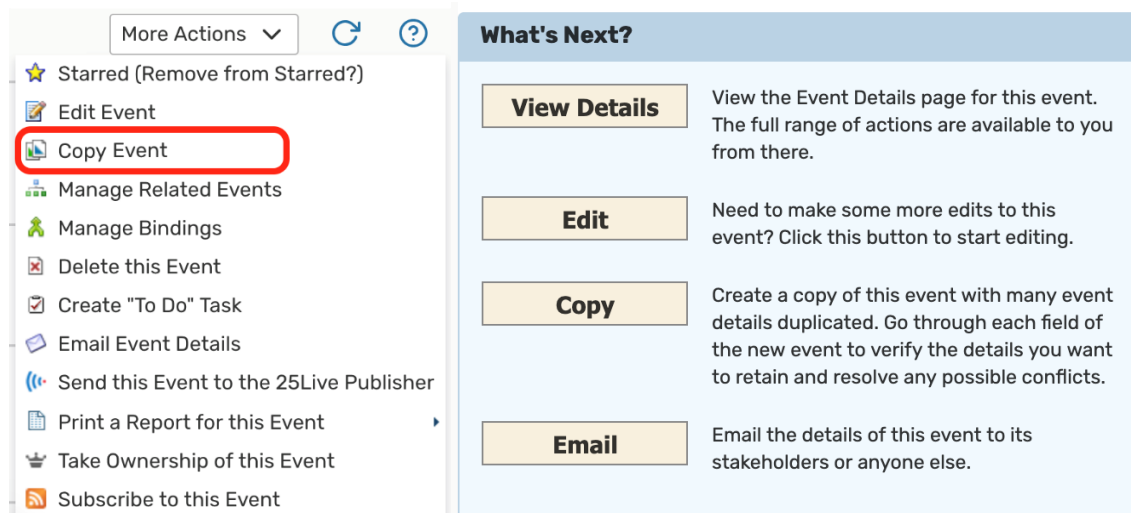 More Actions
Starred (Remove from Starred?)
Edit Event
Copy Event
Manage Related Events
Manage Bindings
Delete this Event
Create "To Do" Task
Email Event Details
Send this Event to the 25Live Publisher
Print a Report for this Event
Take Ownership of this Event
Subscribe to this Event
What's Next?
View Details
View the Event Details page for this event.
The full range of actions are available to you
from there.
Edit
Need to make some more edits to this
event? Click this button to start editing.
Copy
Create a copy of this event with many event
details duplicated. Go through each field of
the new event to verify the details you want
to retain and resolve any possible conflicts.
Email
Email the details of this event to its
stakeholders or anyone else.